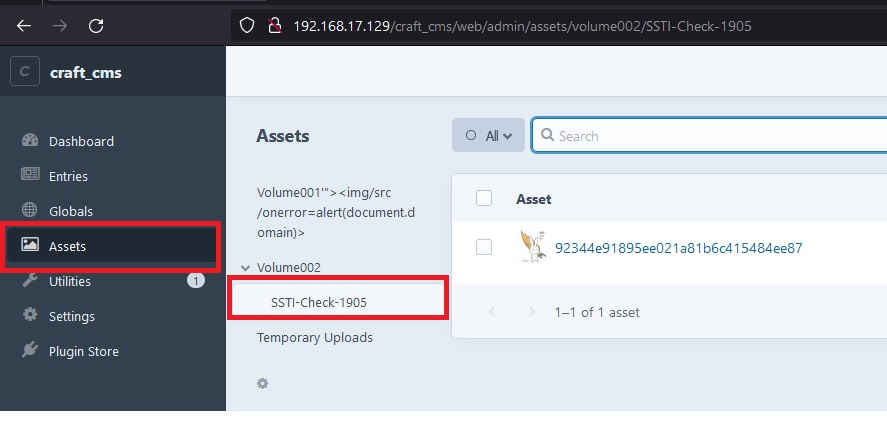 192.168.17.129/craft_cms/web/admin/assets/volume002/SSTI-Check-1905
C craft_cms
Dashboard
Entries
Globals
Assets
Utilities 1
Settings
Plugin Store
Assets
Volume001'"><img/src
/onerror=alert(document.d
omain)>
Volume002
SSTI-Check-1905
Temporary Uploads
All
Search
Asset
92344e91895ee021a81b6c415484ee87
1–1 of 1 asset